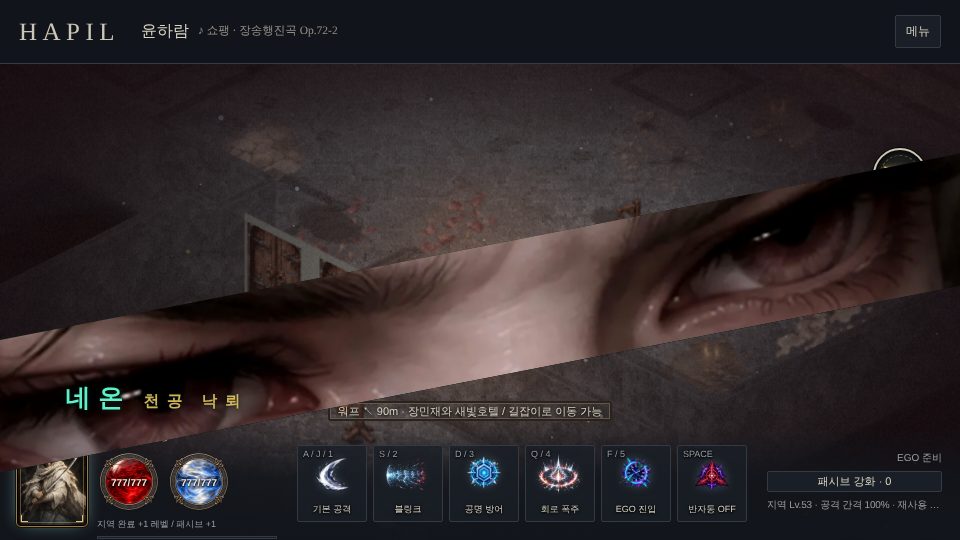 HAPIL 윤하람 ♪ 쇼팽 · 장송행진곡 Op.72-2 메뉴
네온 천공 낙뢰
워프 ↖ 90m · 장민재와 새빛호텔 / 길잡이로 이동 가능
777/777 777/777
지역 완료 +1 레벨 / 패시브 +1
A / J / 1 S / 2 D / 3 Q / 4 F / 5 SPACE
기본 공격 블링크 공명 방어 회로 폭주 EGO 진입 반자동 OFF
EGO 준비
패시브 강화 · 0
지역 Lv.53 · 공격 간격 100% · 재사용 ...